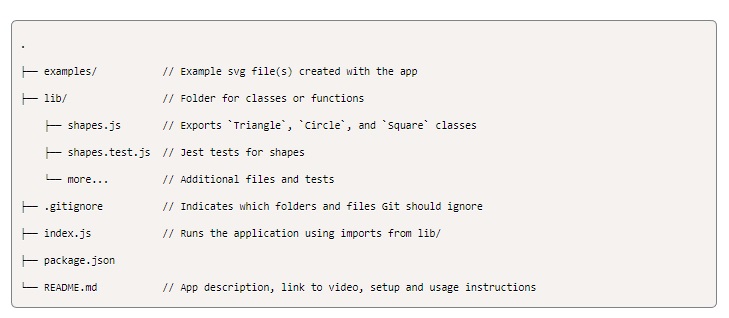 .
├── examples/           // Example svg file(s) created with the app
├── lib/                // Folder for classes or functions
    ├── shapes.js       // Exports `Triangle`, `Circle`, and `Square` classes
    ├── shapes.test.js  // Jest tests for shapes
    └── more...         // Additional files and tests
├── .gitignore          // Indicates which folders and files Git should ignore
├── index.js            // Runs the application using imports from lib/
├── package.json
└── README.md           // App description, link to video, setup and usage instructions